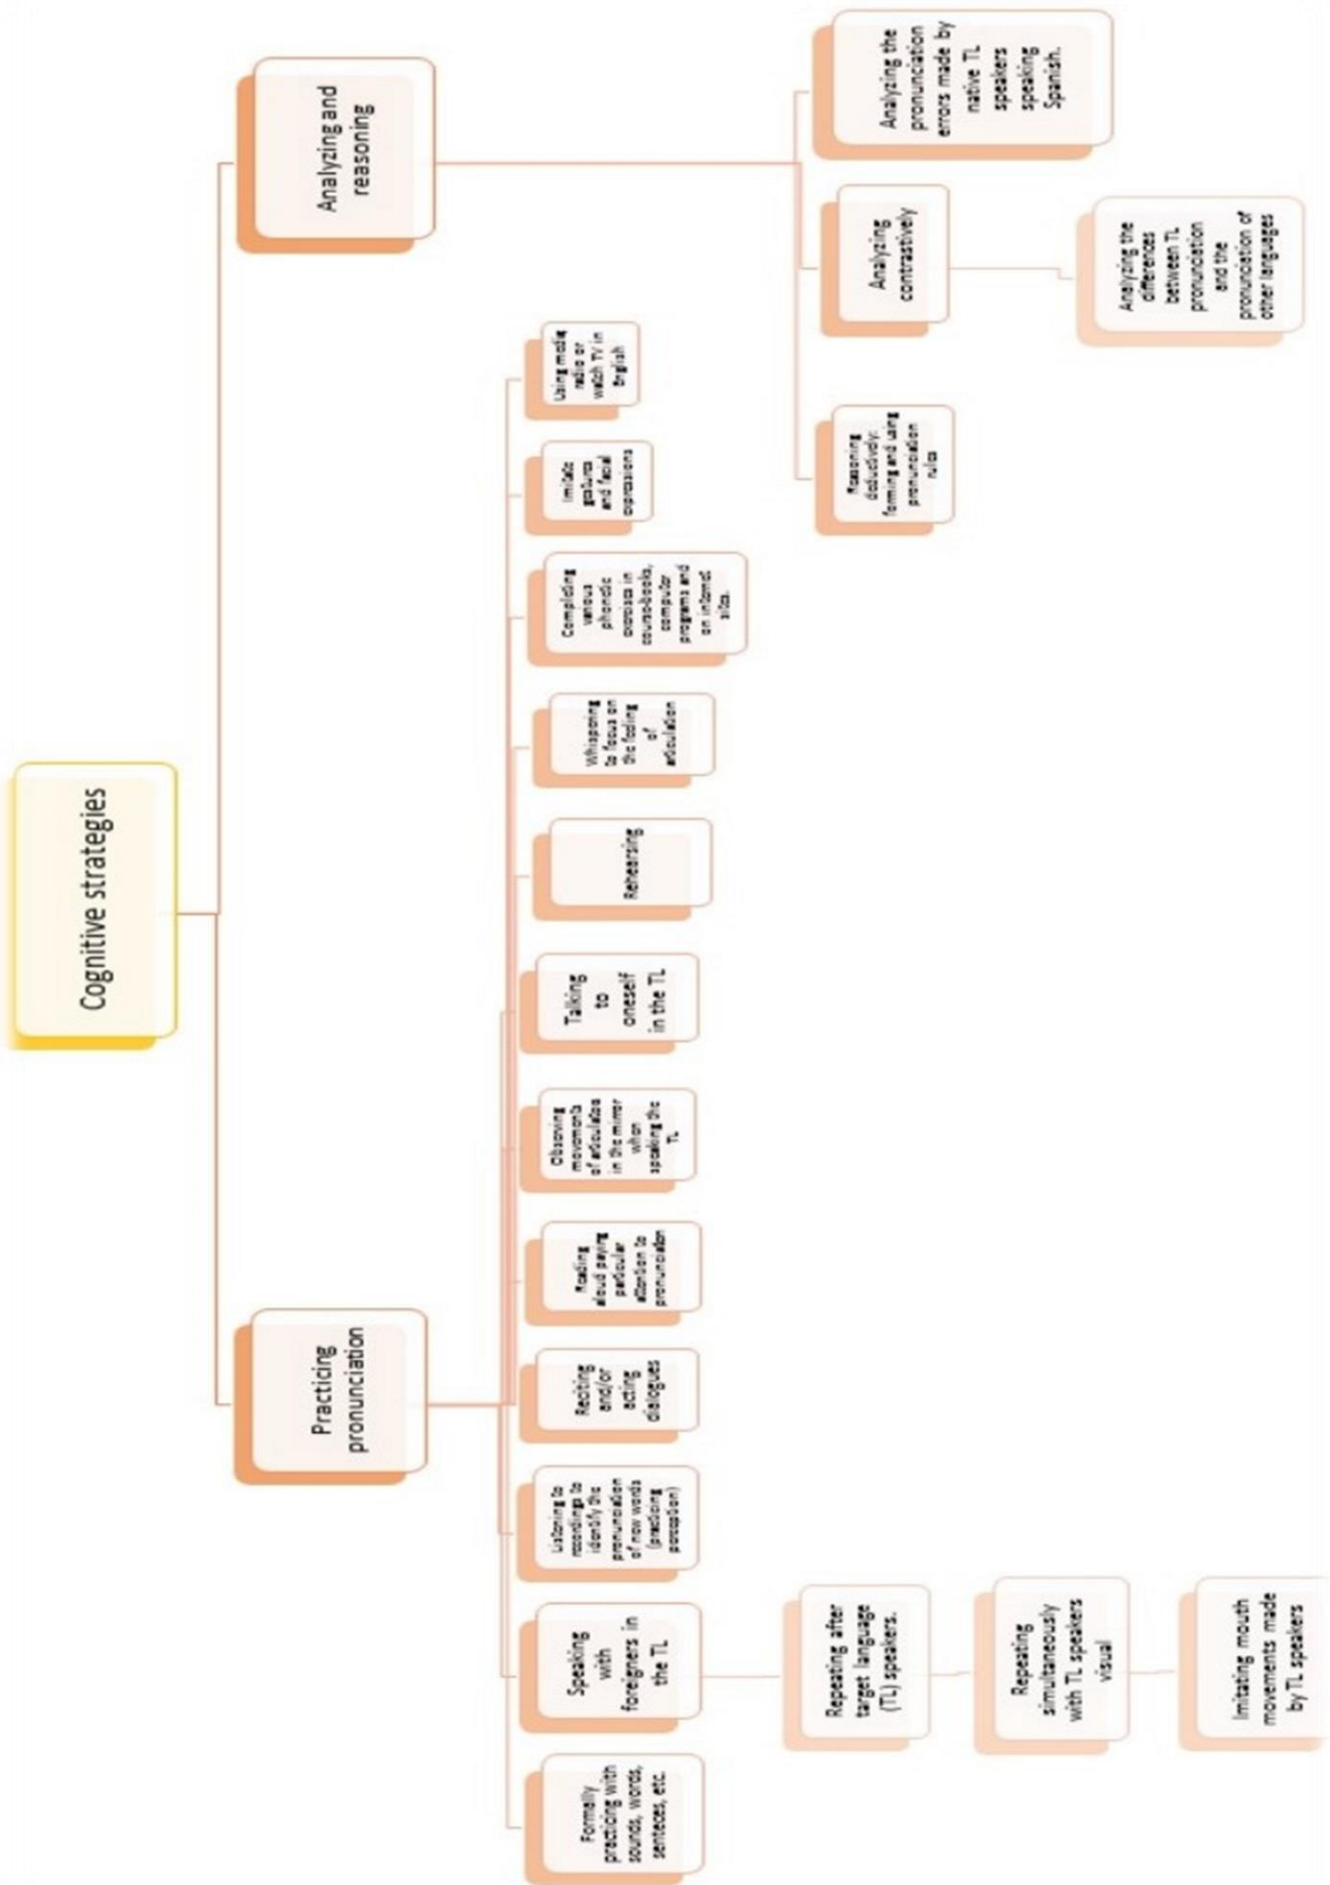 Cognitive strategies
Practicing
pronunciation
Analyzing and
reasoning
Formally
practicing with
sounds, words,
senteces, etc.
Speaking
with
foreigners in
the TL
Repeating after
target language
(TL) speakers.
Repeating
simultaneously
with TL speakers
visual
Imitating mouth
movements made
by TL speakers
Listening to
recordings to
identify the
pronunciation
of new words
(practicing
perception)
Reciting
and/or
acting
dialogues
Reading
aloud paying
particular
attention to
pronunciation
Observing
movements
of articulators
in the mirror
when
speaking the
TL
Talking
to
oneself
in the TL
Rehearsing
Whispering
to focus on
the feeling
of
articulation
Completing
various
phonetic
exercises in
course-books,
computer
programs and
on internet
sites.
Imitate
gestures
and facial
expressions
Using media
radio or
watch TV in
English
Reasoning
deductively:
forming and using
pronunciation
rules
Analyzing
contrastively
Analyzing the
differences
between TL
pronunciation
and the
pronunciation of
other languages
Analyzing the
pronunciation
errors made by
native TL
speakers
speaking
Spanish.